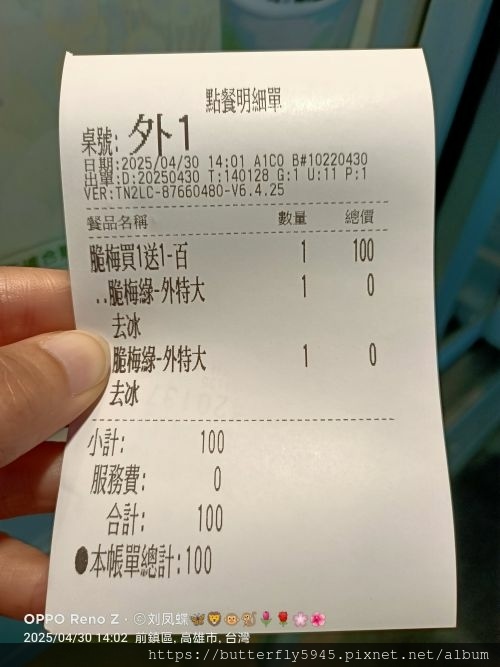 點餐明細單
桌號: 外1
日期:2025/04/30 14:01 A1C0 B#10220430
出單:D:20250430 T:140128 G:1 U:11 P:1
VER:TN2LC-87660480-V6.4.25
餐品名稱 數量 總價
脆梅買1送1-百 1 100
..脆梅綠-外特大 1 0
去冰
脆梅綠-外特大 1 0
去冰
小計: 100
服務費: 0
合計: 100
●本帳單總計:100
OPPO Reno Z · ©刘凤蝶🦋🦁🐵🐒🌷🌹🌸🌺
2025/04/30 14:02 前鎮區, 高雄市, 台灣
https://butterfly5945.pixnet.net/album